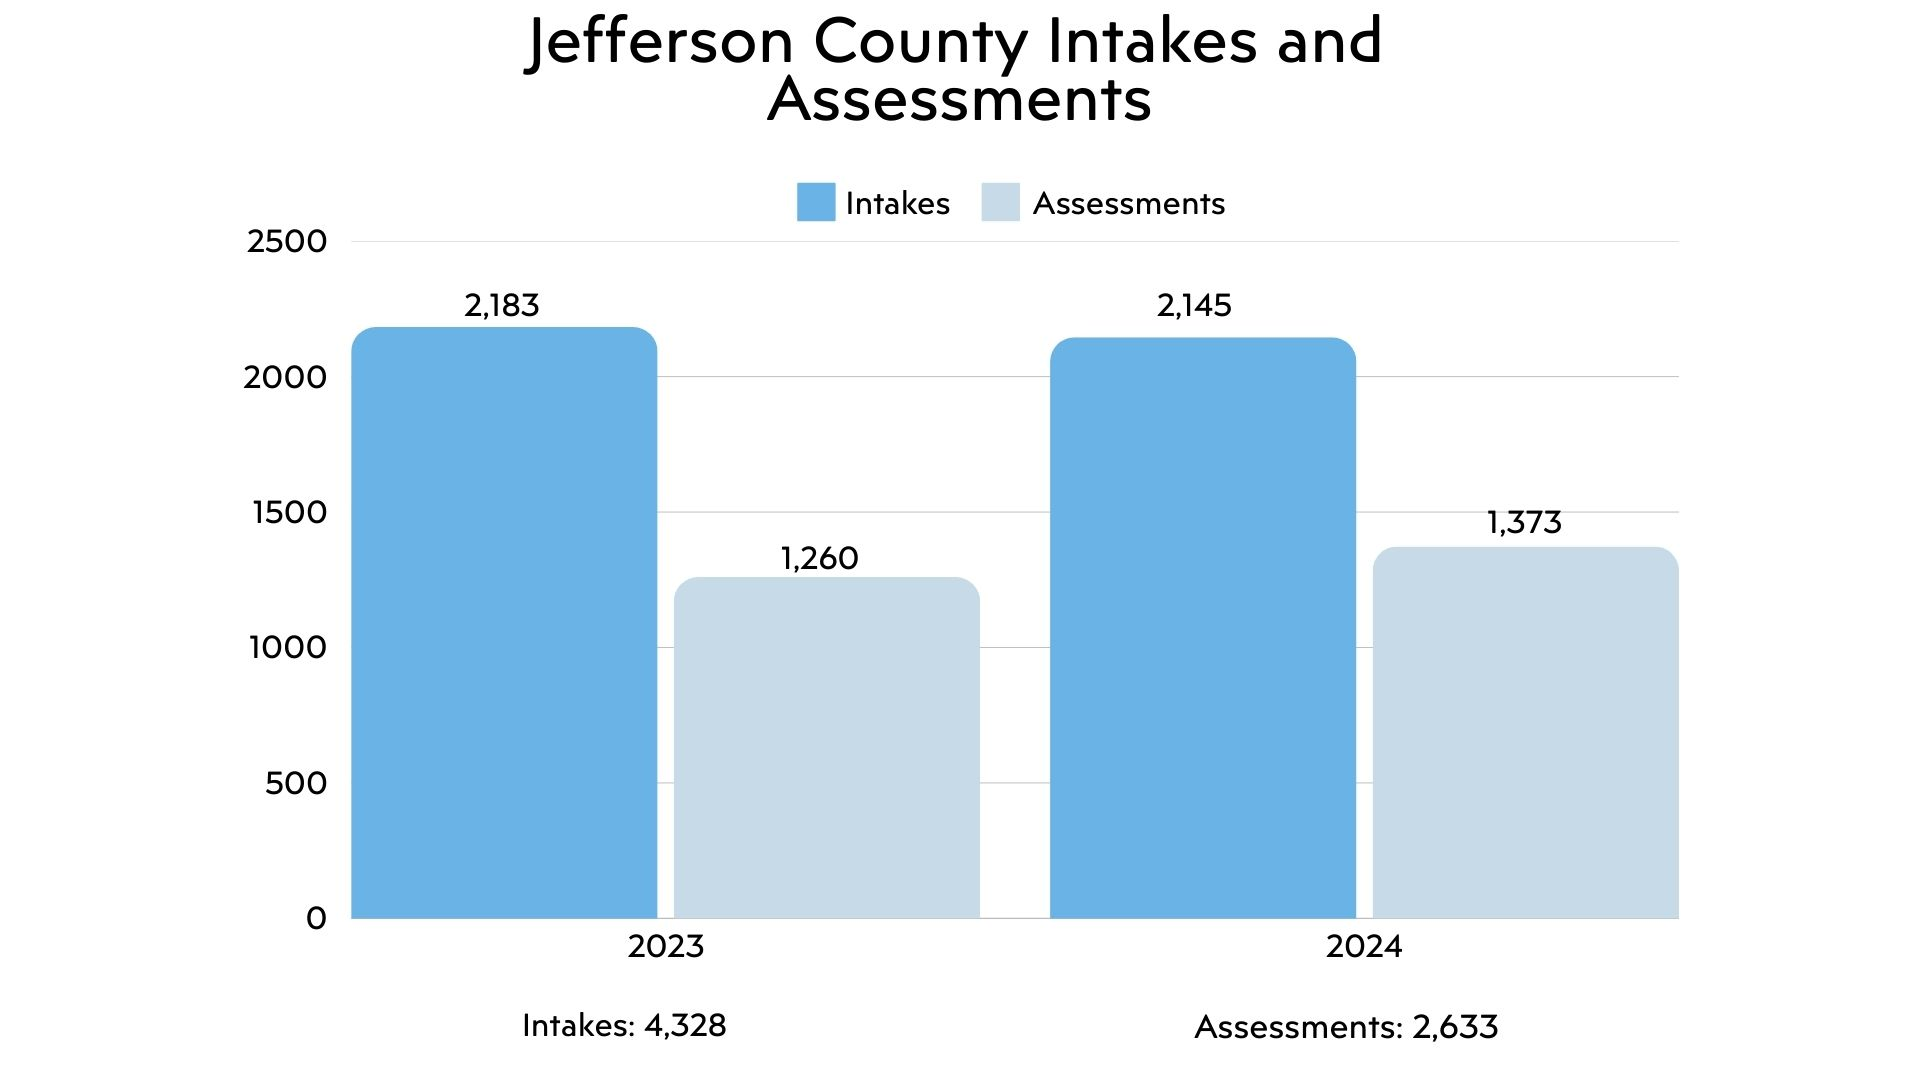 Jefferson County Intakes and
Assessments
Intakes Assessments
2500
2,183 2,145
2000
1500
1,373
1,260
1000
500
0
2023 2024
Intakes: 4,328 Assessments: 2,633